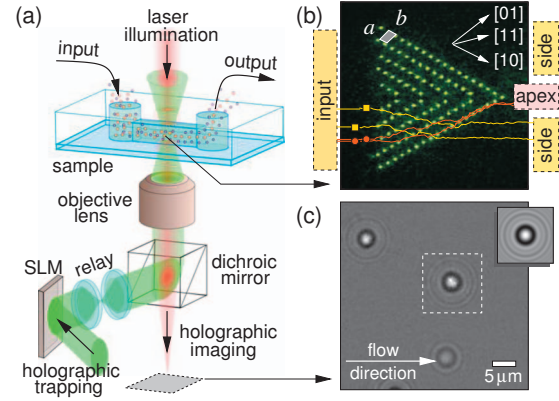 (a)
laser
illumination
input
output
sample
objective
lens
SLM
relay
dichroic
mirror
holographic
imaging
holographic
trapping
(b)
a
b
[01]
[11]
[10]
input
side
apex
side
(c)
flow
direction
5 µm